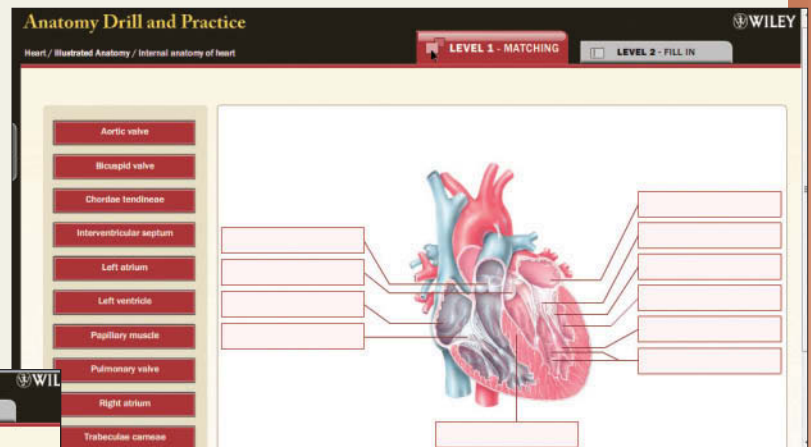 Anatomy Drill and Practice
WILEY
Heart / Illustrated Anatomy / Internal anatomy of heart
LEVEL 1 - MATCHING
LEVEL 2 - FILL IN
Aortic valve
Bicuspid valve
Chordae tendineae
Interventricular septum
Left atrium
Left ventricle
Papillary muscle
Pulmonary valve
Right atrium
Trabeculae carneae
WIL